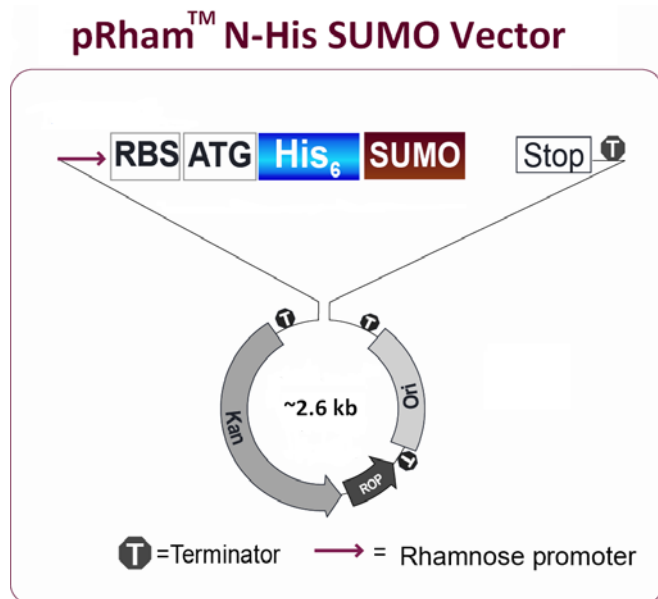 pRham™ N-His SUMO Vector
RBS ATG His₆ SUMO Stop T
T T
Kan ~2.6 kb Ori
ROP T
T =Terminator = Rhamnose promoter